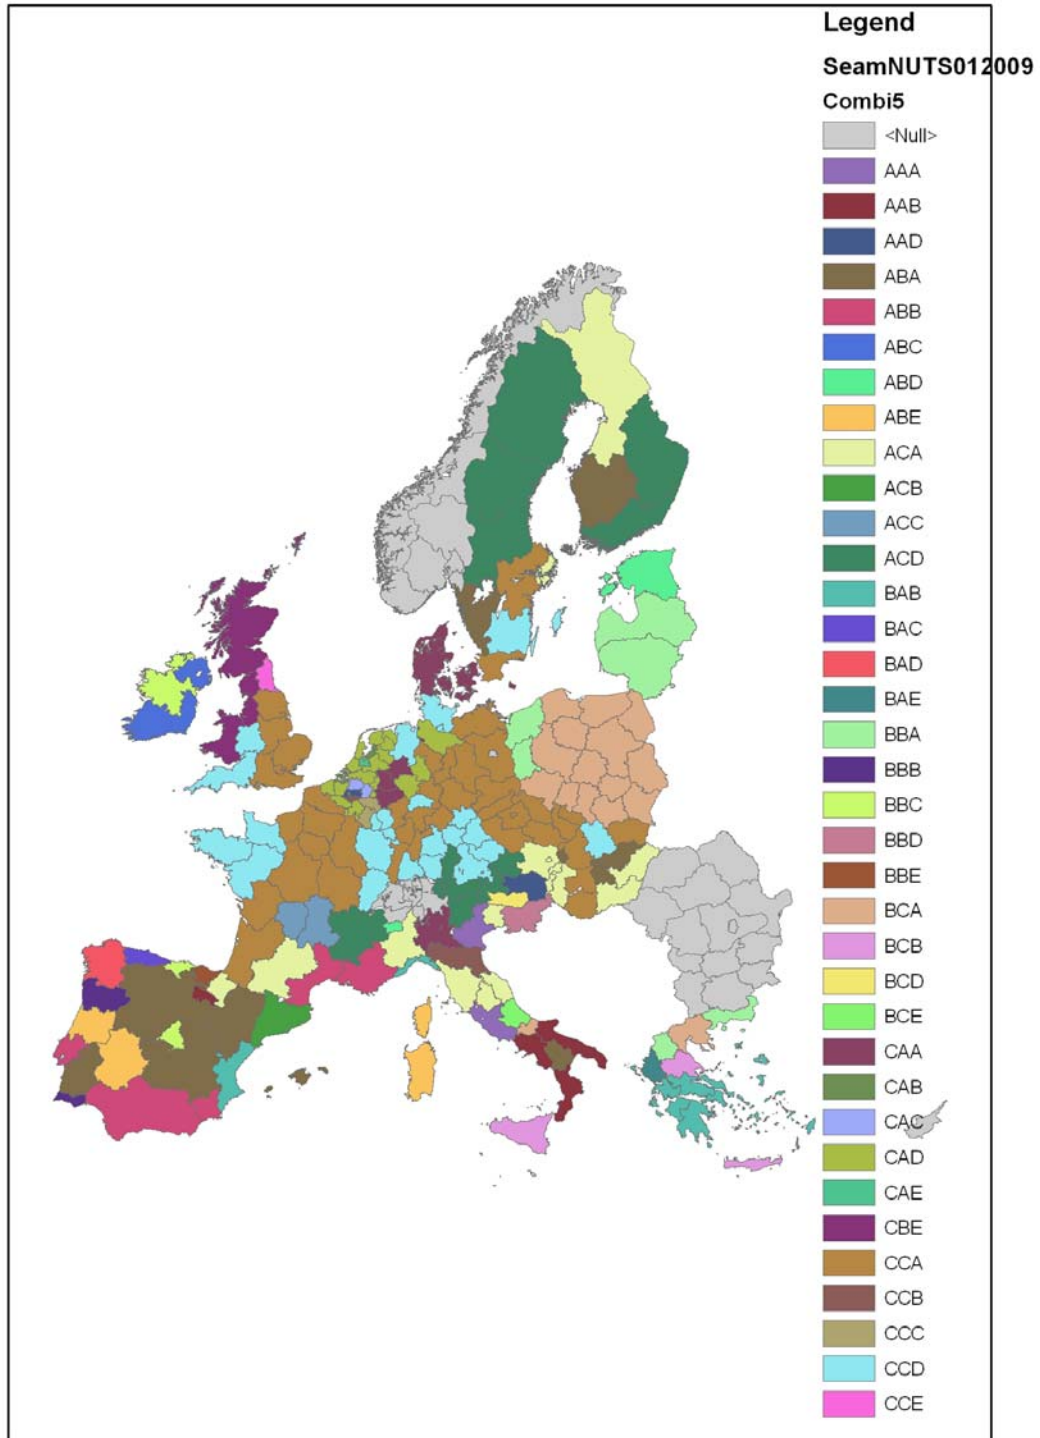 Legend
SeamNUTS012009
Combi5
<Null>
AAA
AAB
AAD
ABA
ABB
ABC
ABD
ABE
ACA
ACB
ACC
ACD
BAB
BAC
BAD
BAE
BBA
BBB
BBC
BBD
BBE
BCA
BCB
BCD
BCE
CAA
CAB
CAC
CAD
CAE
CBE
CCA
CCB
CCC
CCD
CCE